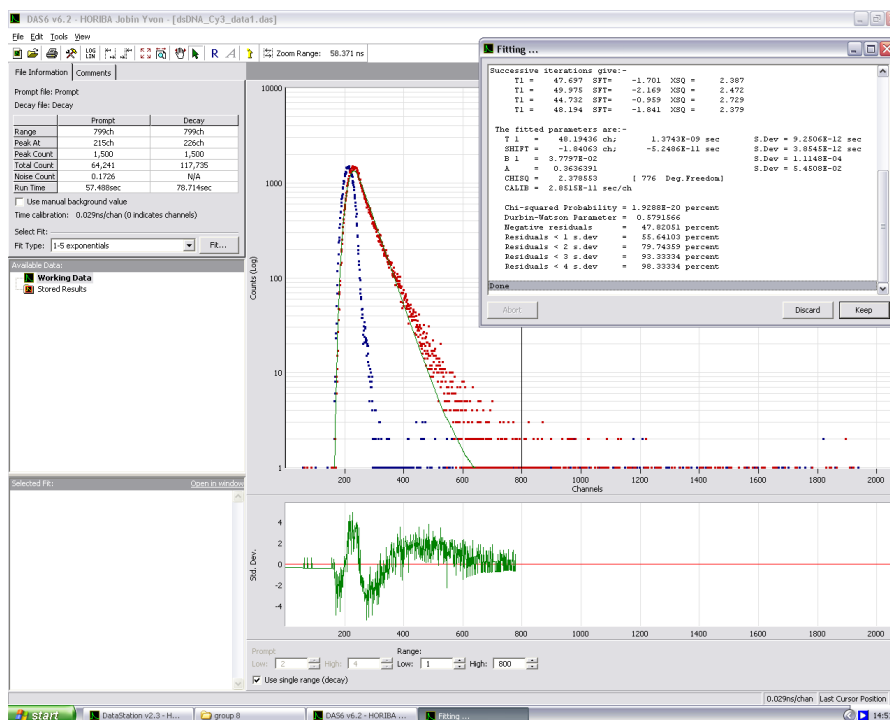 DAS6 v6.2 - HORIBA Jobin Yvon - [dsDNA_Cy3_data1.das]
File Edit Tools View
LOG LIN R A Zoom Range: 58.371 ns
File Information Comments
Prompt file: Prompt
Decay file: Decay
Prompt Decay
Range 799ch 799ch
Peak At 215ch 226ch
Peak Count 1,500 1,500
Total Count 64,241 117,735
Noise Count 0.1726 N/A
Run Time 57.488sec 78.714sec
Use manual background value
Time calibration: 0.029ns/chan (0 indicates channels)
Select Fit:
Fit Type: 1-5 exponentials Fit...
Available Data:
Working Data
Stored Results
Selected Fit: Open in window
10000
1000
100
10
1
Counts (Log)
200 400 600 800 1000 1200 1400 1600 1800 2000
Channels
Fitting ...
Successive iterations give:-
T1 = 47.697 SFT= -1.701 XSQ = 2.387
T1 = 49.975 SFT= -2.169 XSQ = 2.472
T1 = 44.732 SFT= -0.959 XSQ = 2.729
T1 = 48.194 SFT= -1.841 XSQ = 2.379
The fitted parameters are:-
T 1 = 48.19436 ch; 1.3743E-09 sec S.Dev = 9.2506E-12 sec
SHIFT = -1.84063 ch; -5.2486E-11 sec S.Dev = 3.8545E-12 sec
B 1 = 3.7797E-02 S.Dev = 1.1148E-04
A = 0.3636391 S.Dev = 5.4508E-02
CHISQ = 2.378553 [ 776 Deg.Freedom]
CALIB = 2.8515E-11 sec/ch
Chi-squared Probability = 1.9288E-20 percent
Durbin-Watson Parameter = 0.5791566
Negative residuals = 47.82051 percent
Residuals < 1 s.dev = 55.64103 percent
Residuals < 2 s.dev = 79.74359 percent
Residuals < 3 s.dev = 93.33334 percent
Residuals < 4 s.dev = 98.33334 percent
Done
Abort Discard Keep
4
2
0
-2
-4
Std. Dev.
200 400 600 800 1000 1200 1400 1600 1800 2000
Prompt Range:
Low: 2 High: 4 Low: 1 High: 800
Use single range (decay)
0.029ns/chan Last Cursor Position
start DataStation v2.3 - H... group 8 DAS6 v6.2 - HORIBA ... Fitting ...